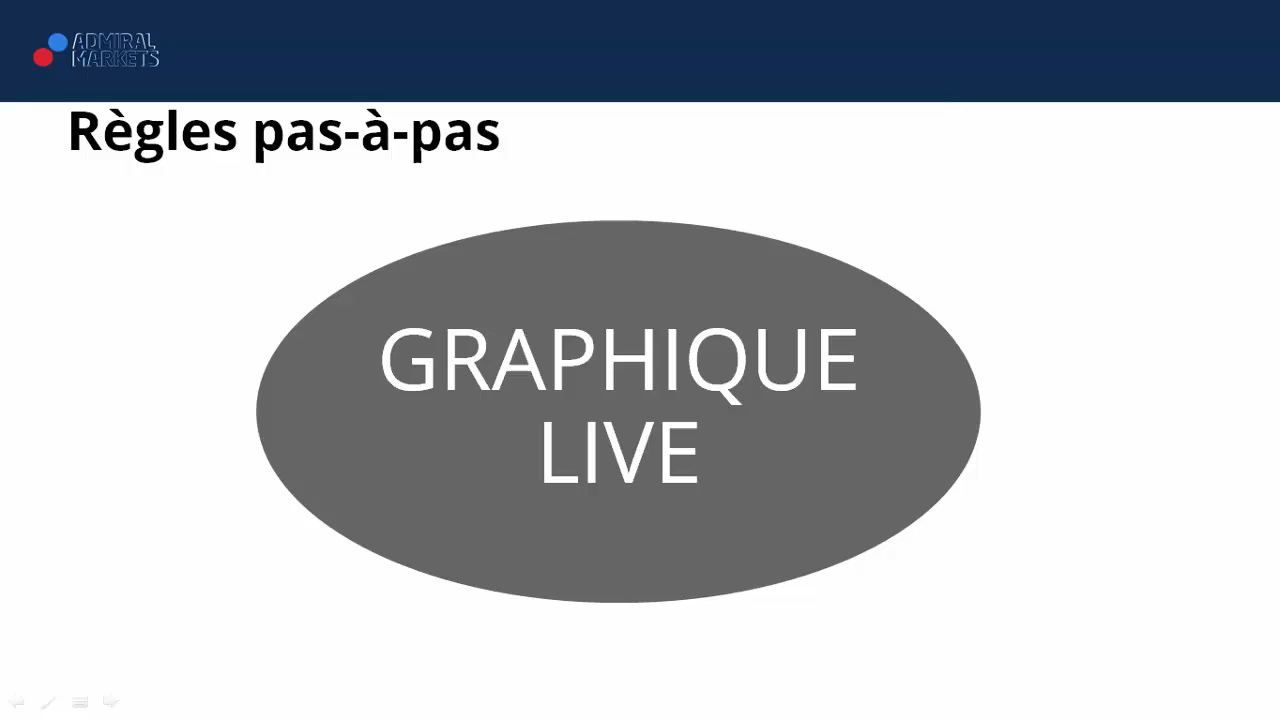 ADMIRAL
MARKETS
Règles pas-à-pas
GRAPHIQUE
LIVE